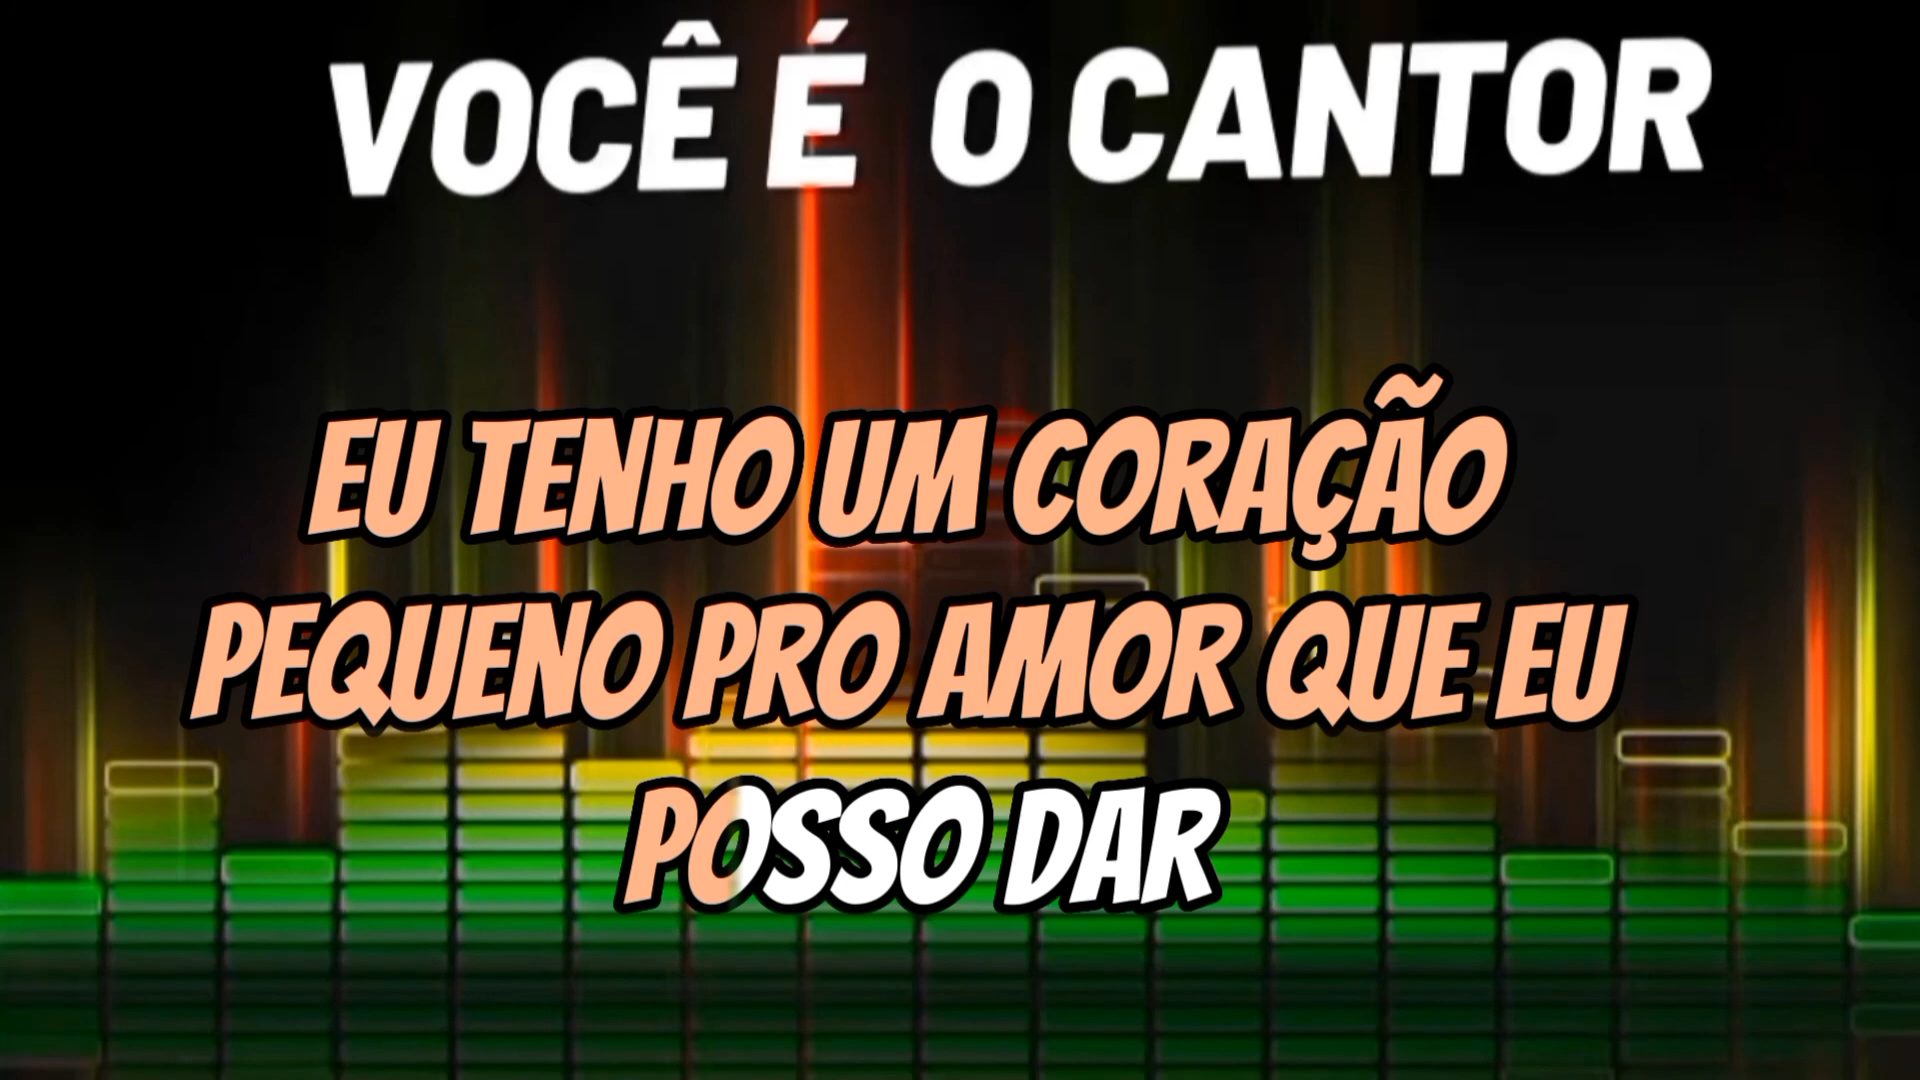 VOCÊ É O CANTOR
EU TENHO UM CORAÇÃO
PEQUENO PRO AMOR QUE EU
POSSO DAR